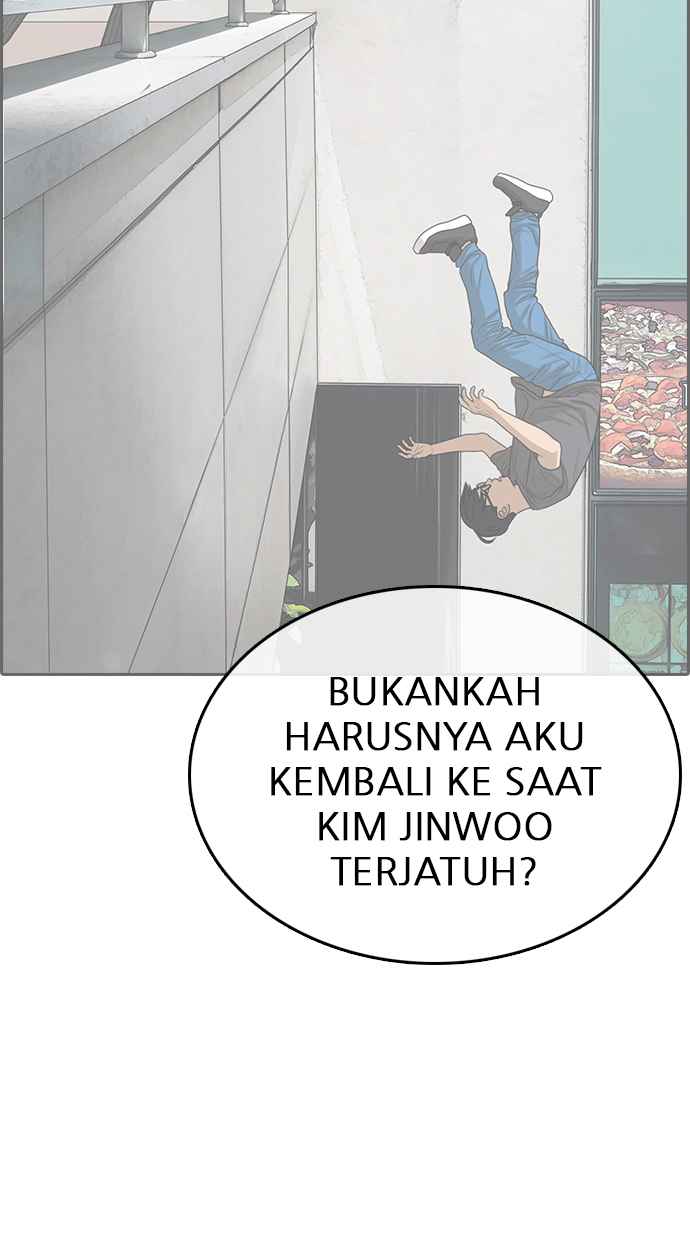 BUKANKAH
HARUSNYA AKU
KEMBALI KE SAAT
KIM JINWOO
TERJATUH?